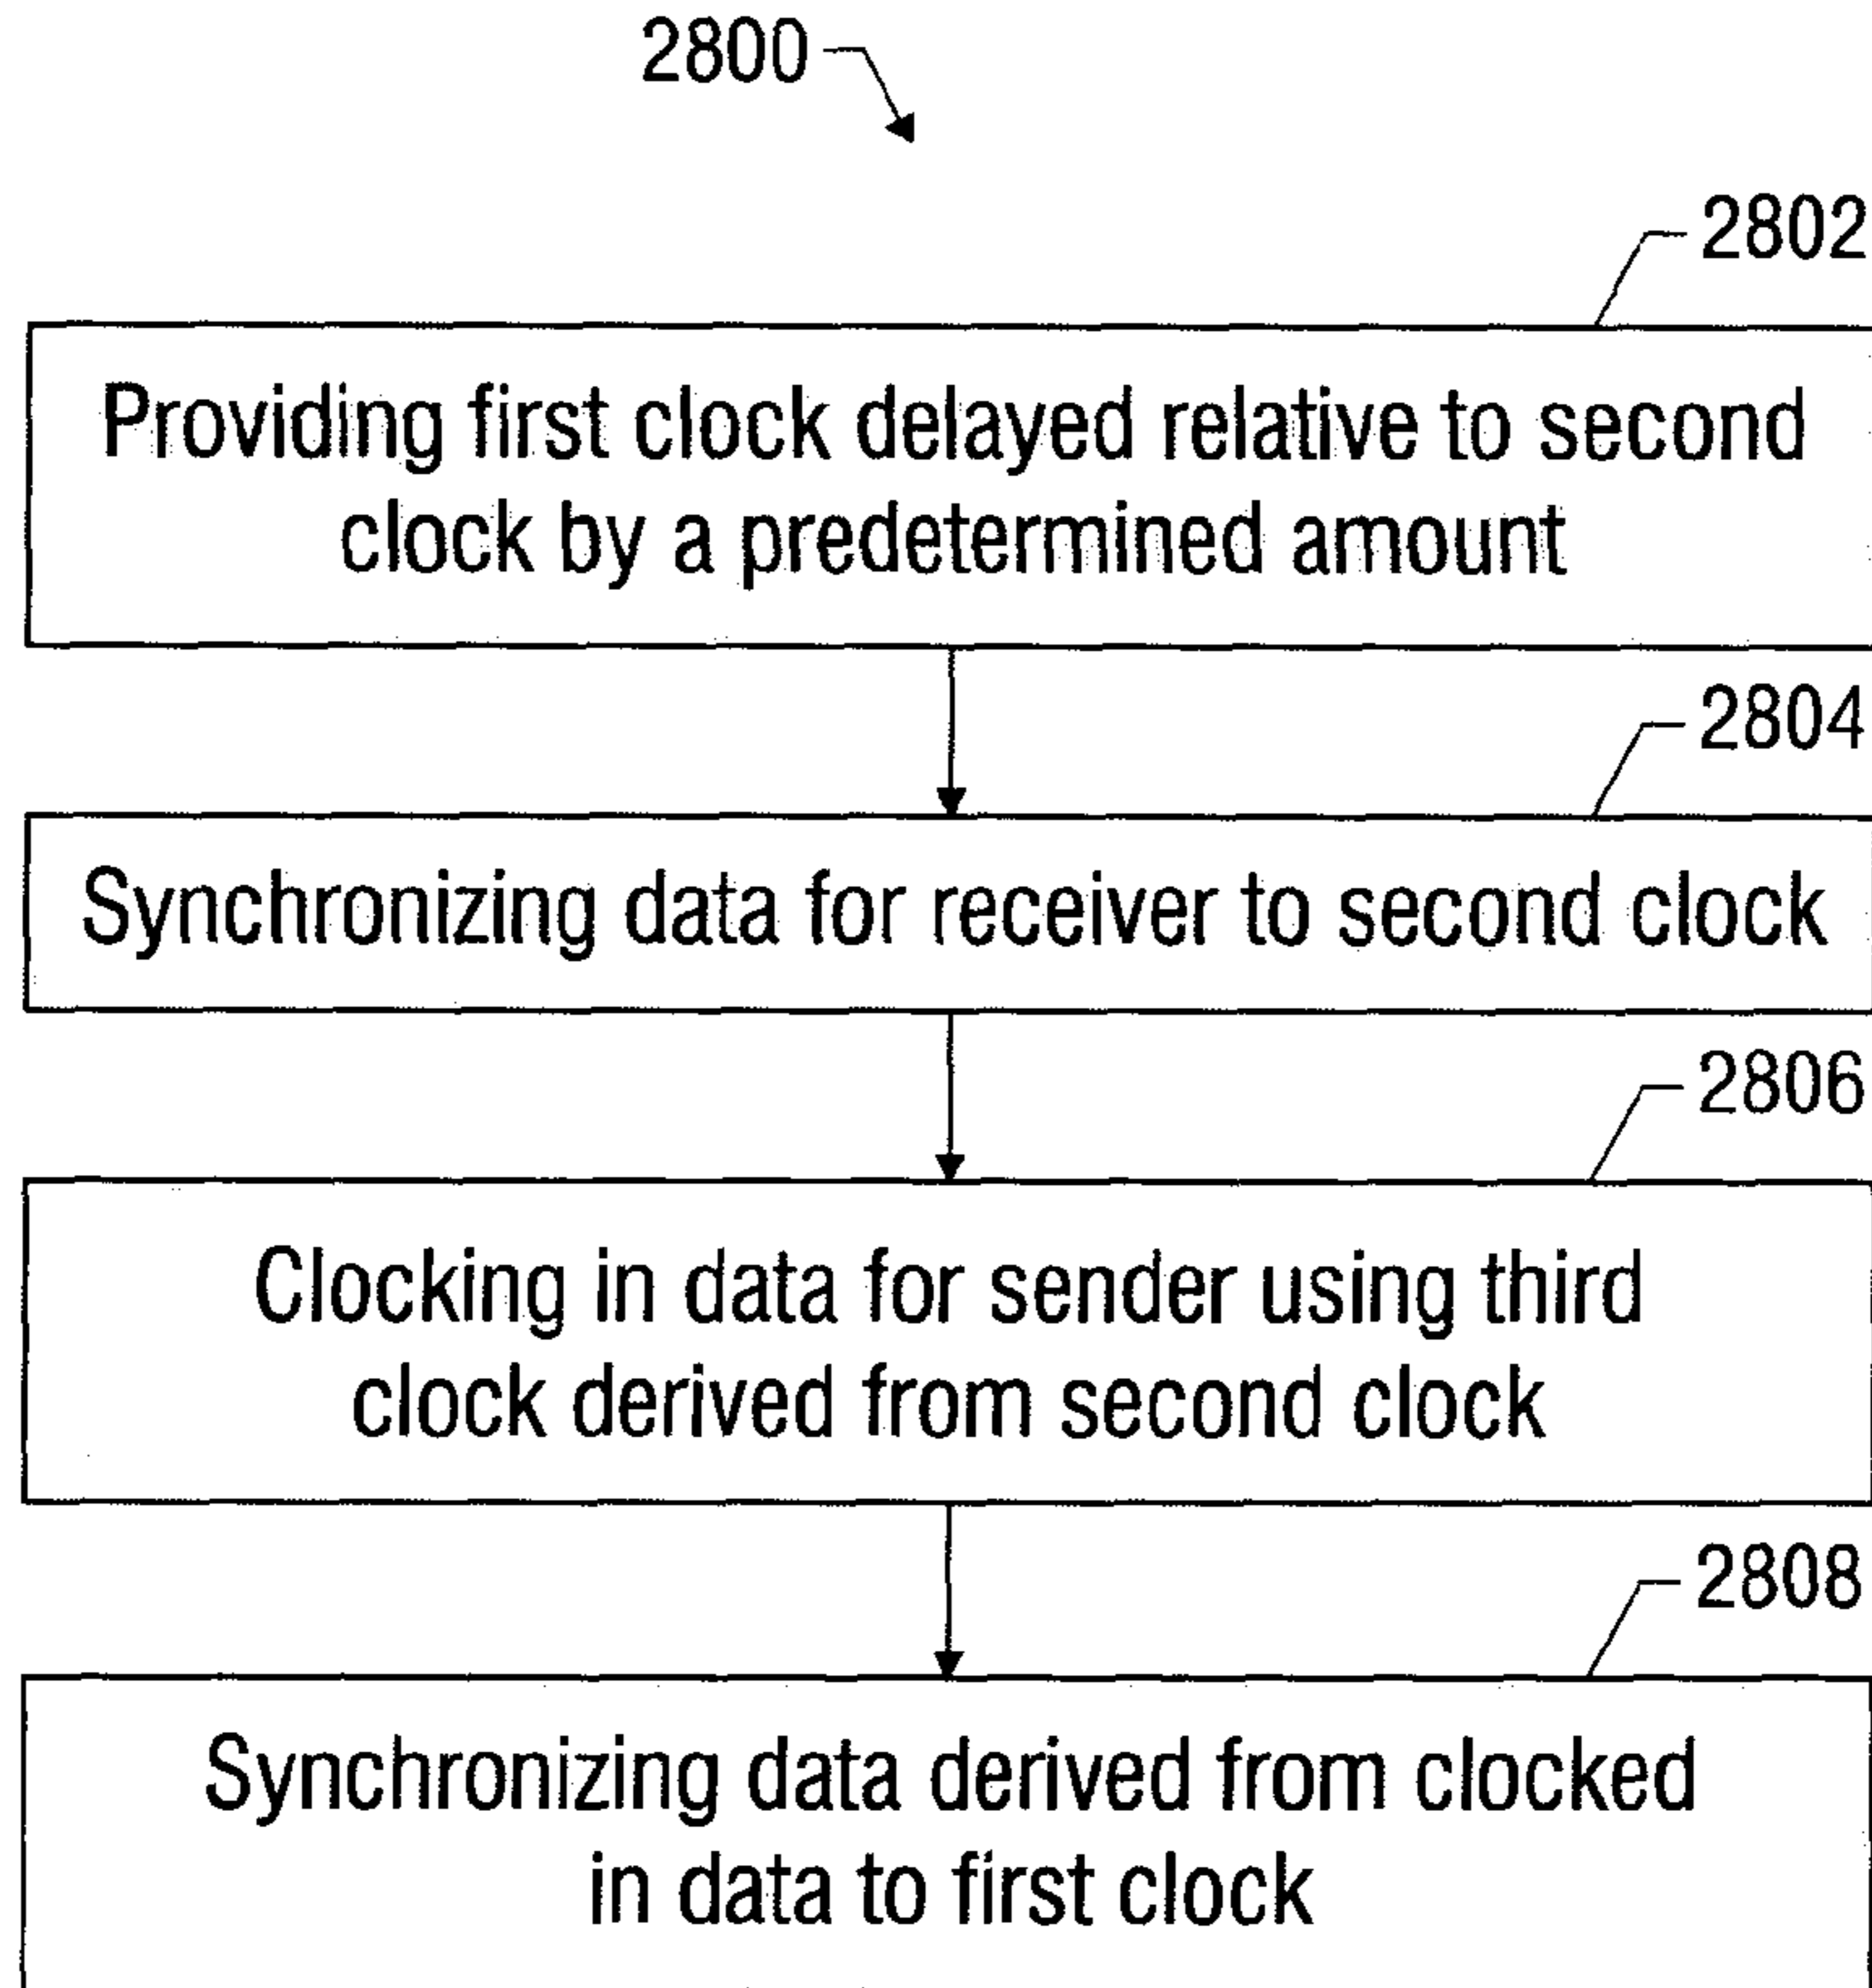 2800
2802
Providing first clock delayed relative to second
clock by a predetermined amount
2804
Synchronizing data for receiver to second clock
2806
Clocking in data for sender using third
clock derived from second clock
2808
Synchronizing data derived from clocked
in data to first clock